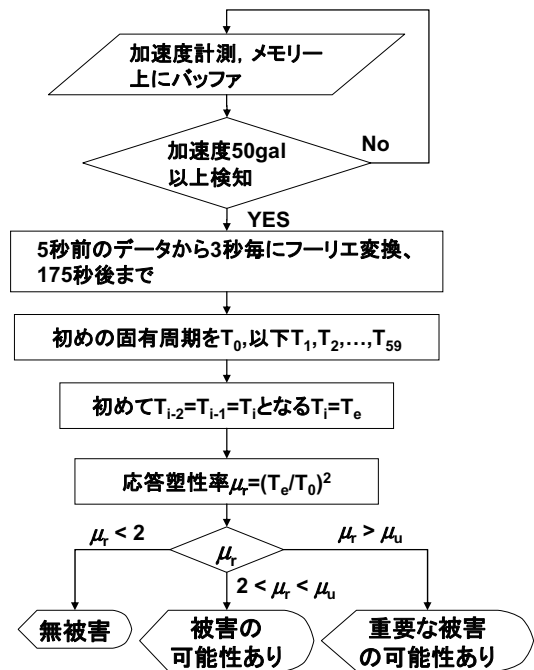 加速度計測，メモリー
上にバッファ
加速度50gal
以上検知
No
YES
5秒前のデータから3秒毎にフーリエ変換、
175秒後まで
初めの固有周期をT₀,以下T₁,T₂,…,T₅₉
初めてTᵢ₋₂=Tᵢ₋₁=TᵢとなるTᵢ=Tₑ
応答塑性率μᵣ=(Tₑ/T₀)²
μᵣ < 2
μᵣ
μᵣ > μᵤ
2 < μᵣ < μᵤ
無被害
被害の
可能性あり
重要な被害
の可能性あり